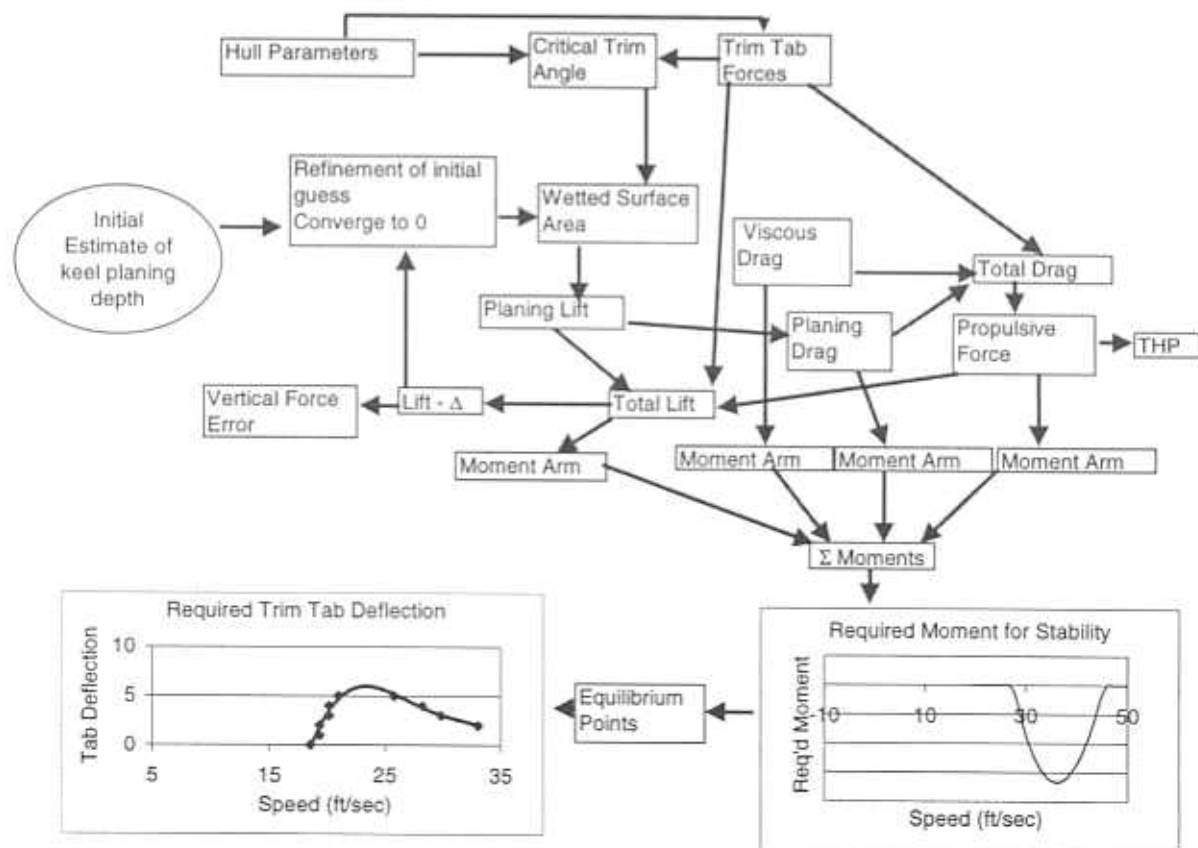 Hull Parameters
Critical Trim
Angle
Trim Tab
Forces
Refinement of initial
guess
Converge to 0
Initial
Estimate of
keel planing
depth
Wetted Surface
Area
Viscous
Drag
Total Drag
Planing Lift
Planing
Drag
Propulsive
Force
THP
Vertical Force
Error
Lift - Δ
Total Lift
Moment Arm
Moment Arm
Moment Arm
Moment Arm
Σ Moments
Required Trim Tab Deflection
Tab Deflection
10
5
0
5
15
25
35
Speed (ft/sec)
Equilibrium
Points
Required Moment for Stability
Req'd Moment
-10
10
30
50
Speed (ft/sec)